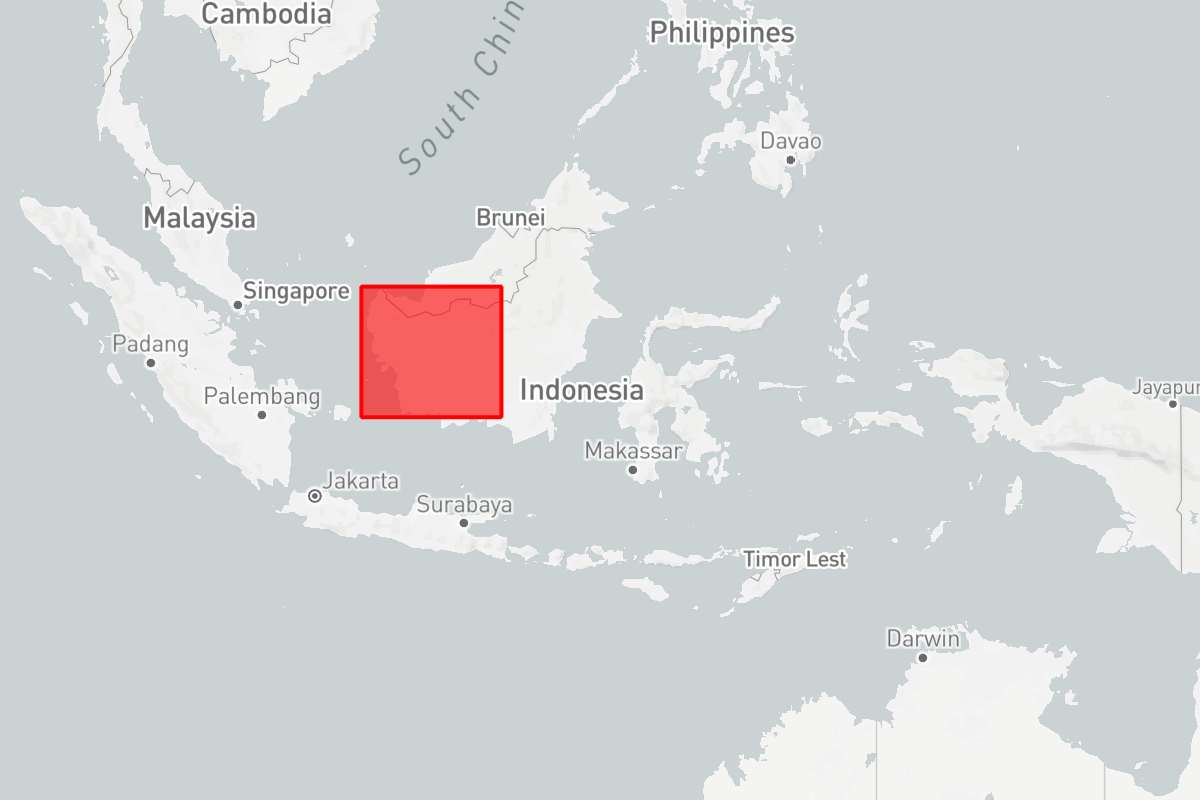 Cambodia
South Chin
Philippines
Davao
Malaysia
Brunei
Singapore
Padang
Palembang
Indonesia
Jayapur
Makassar
Jakarta
Surabaya
Timor Lest
Darwin